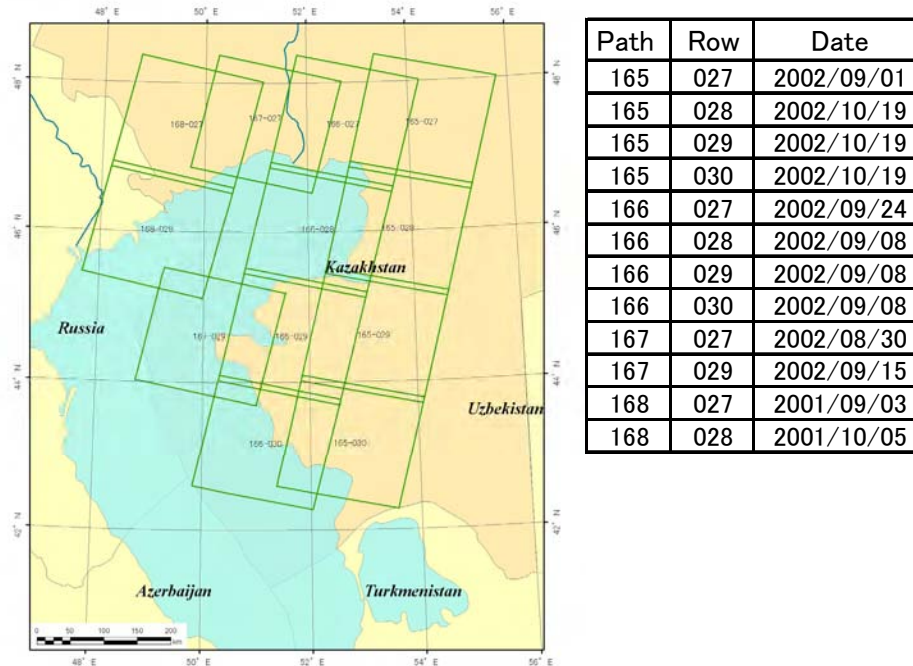 50° E 52° E 54° E 56° E
48° N 48° N
168-027 167-027 166-027 165-027
46° N 46° N
168-028 166-028 165-028
Kazakhstan
Russia
167-029 166-029 165-029
44° N 44° N
Uzbekistan
166-030 165-030
42° N 42° N
Azerbaijan Turkmenistan
0 50 100 150 200
km
48° E 50° E 52° E 54° E 56° E
Path Row Date
165 027 2002/09/01
165 028 2002/10/19
165 029 2002/10/19
165 030 2002/10/19
166 027 2002/09/24
166 028 2002/09/08
166 029 2002/09/08
166 030 2002/09/08
167 027 2002/08/30
167 029 2002/09/15
168 027 2001/09/03
168 028 2001/10/05